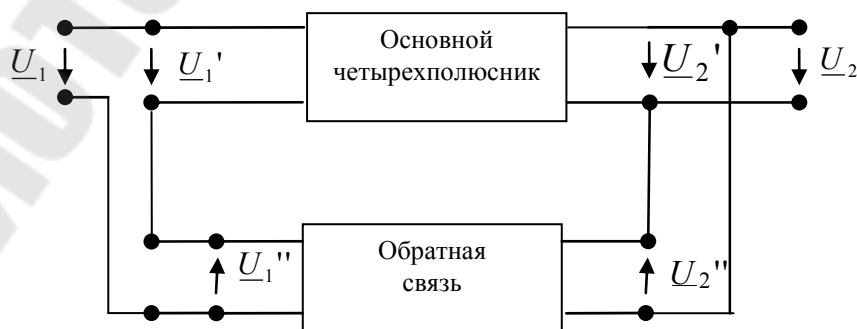 Основной
четырехполюсник
U₁
U₁'
U₂'
U₂
Обратная
связь
U₁''
U₂''